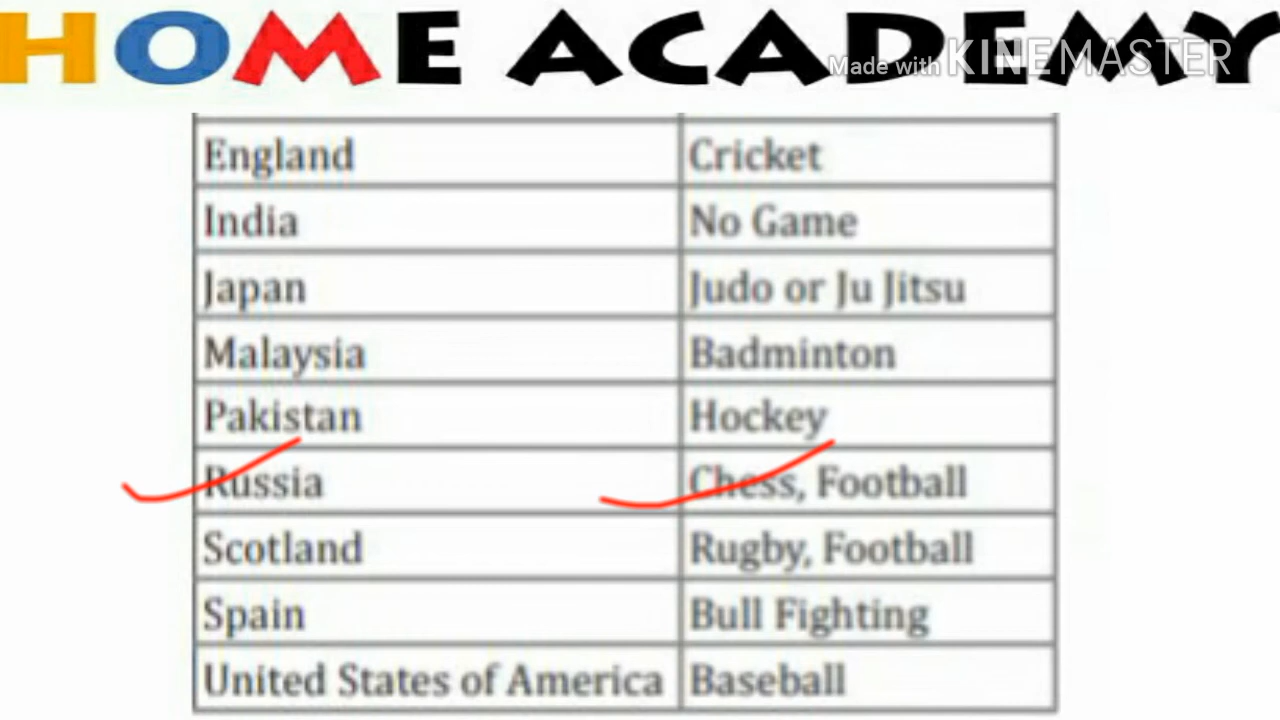 HOME ACADEMY
Made with KINEMASTER
England Cricket
India No Game
Japan Judo or Ju Jitsu
Malaysia Badminton
Pakistan Hockey
Russia Chess, Football
Scotland Rugby, Football
Spain Bull Fighting
United States of America Baseball